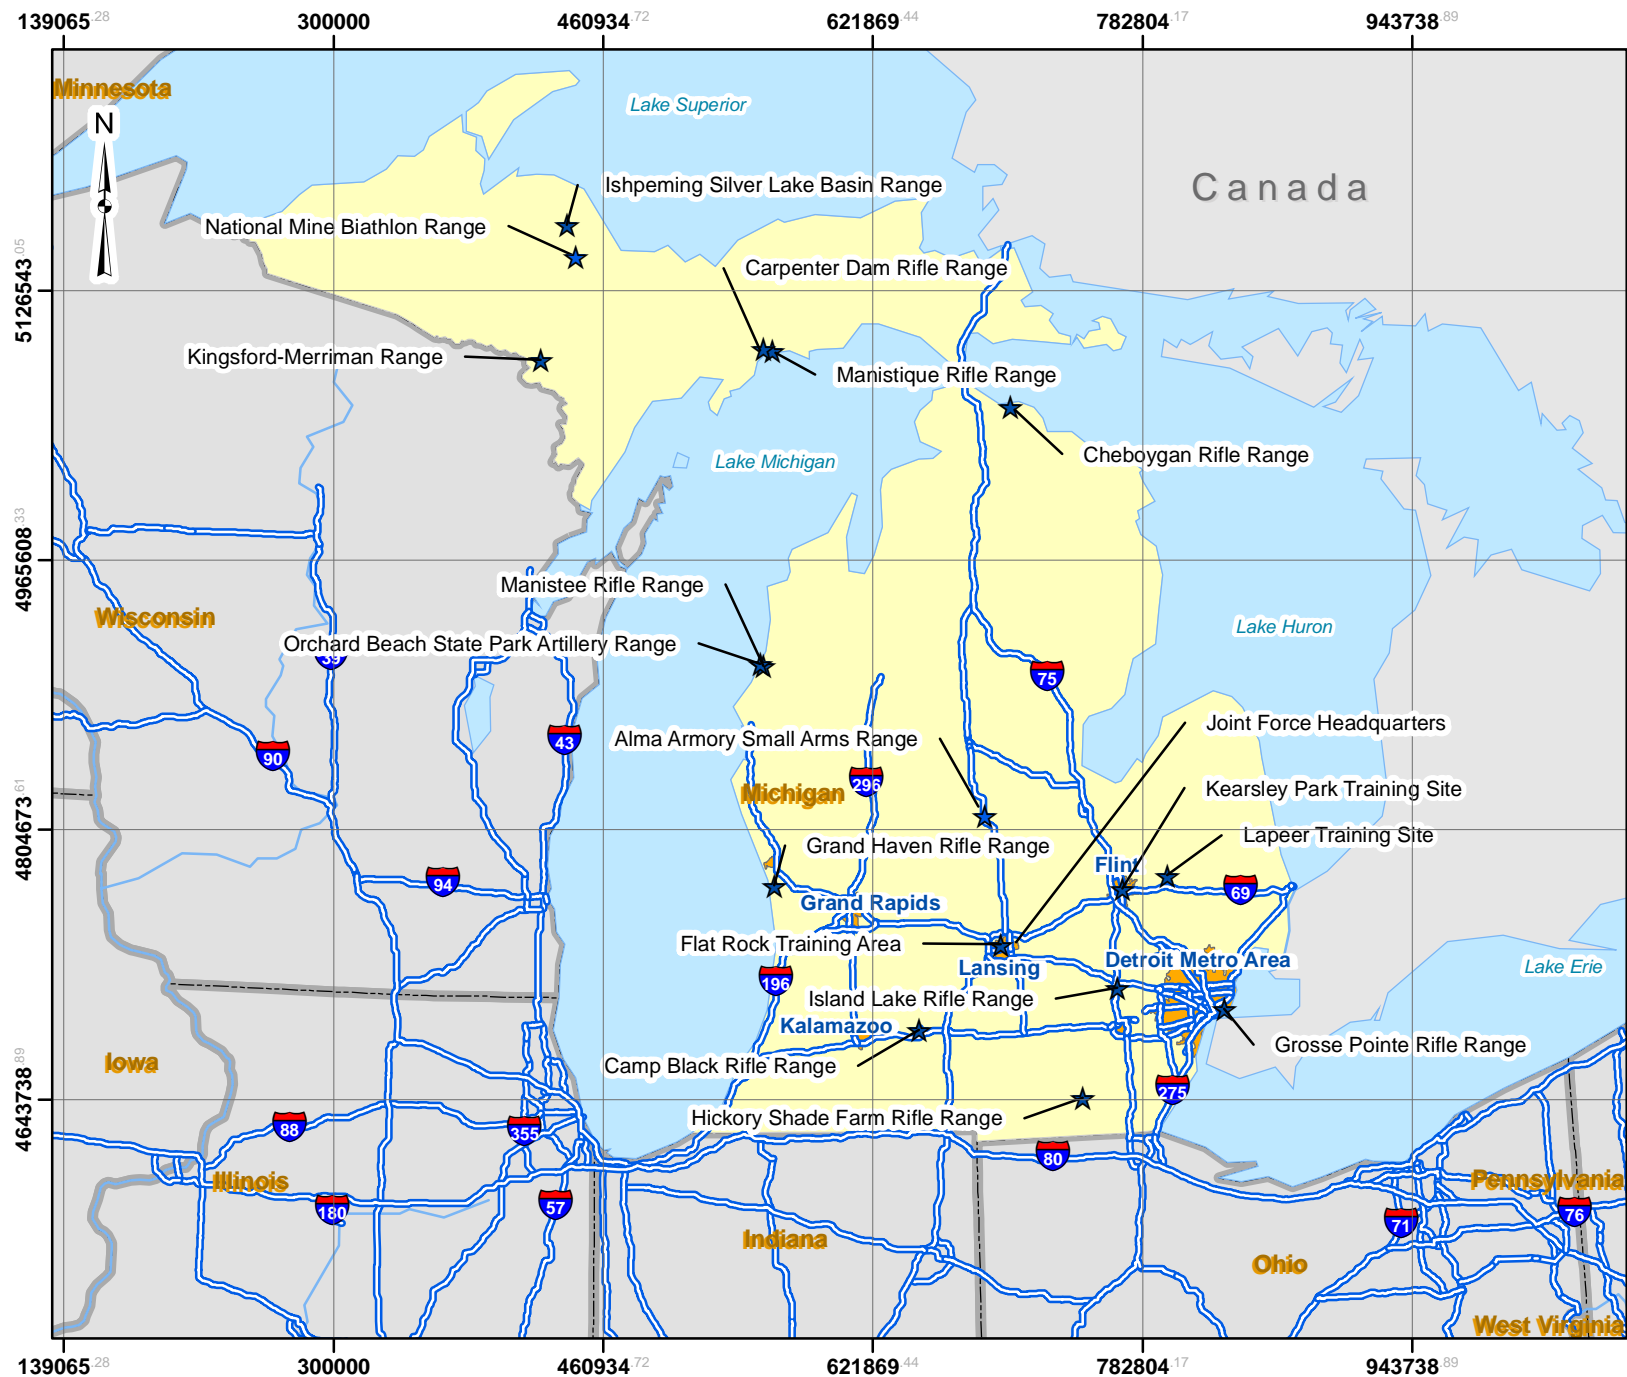 139065.28 300000 460934.72 621869.44 782804.17 943738.89
Minnesota
Lake Superior
N
Ishpeming Silver Lake Basin Range
Canada
National Mine Biathlon Range
Carpenter Dam Rifle Range
5126543.05
Kingsford-Merriman Range
Manistique Rifle Range
Cheboygan Rifle Range
Lake Michigan
4965608.33
Manistee Rifle Range
Wisconsin
Lake Huron
Orchard Beach State Park Artillery Range
39
75
Joint Force Headquarters
Alma Armory Small Arms Range
43
90
296
Kearsley Park Training Site
Michigan
4804673.61
Lapeer Training Site
Grand Haven Rifle Range
Flint
94
69
Grand Rapids
Flat Rock Training Area
Detroit Metro Area
Lansing
Lake Erie
196
Island Lake Rifle Range
Kalamazoo
Grosse Pointe Rifle Range
Iowa
Camp Black Rifle Range
275
4643738.89
Hickory Shade Farm Rifle Range
88
355
80
Illinois
Pennsylvania
57
180
76
71
Indiana
Ohio
West Virginia
139065.28 300000 460934.72 621869.44 782804.17 943738.89